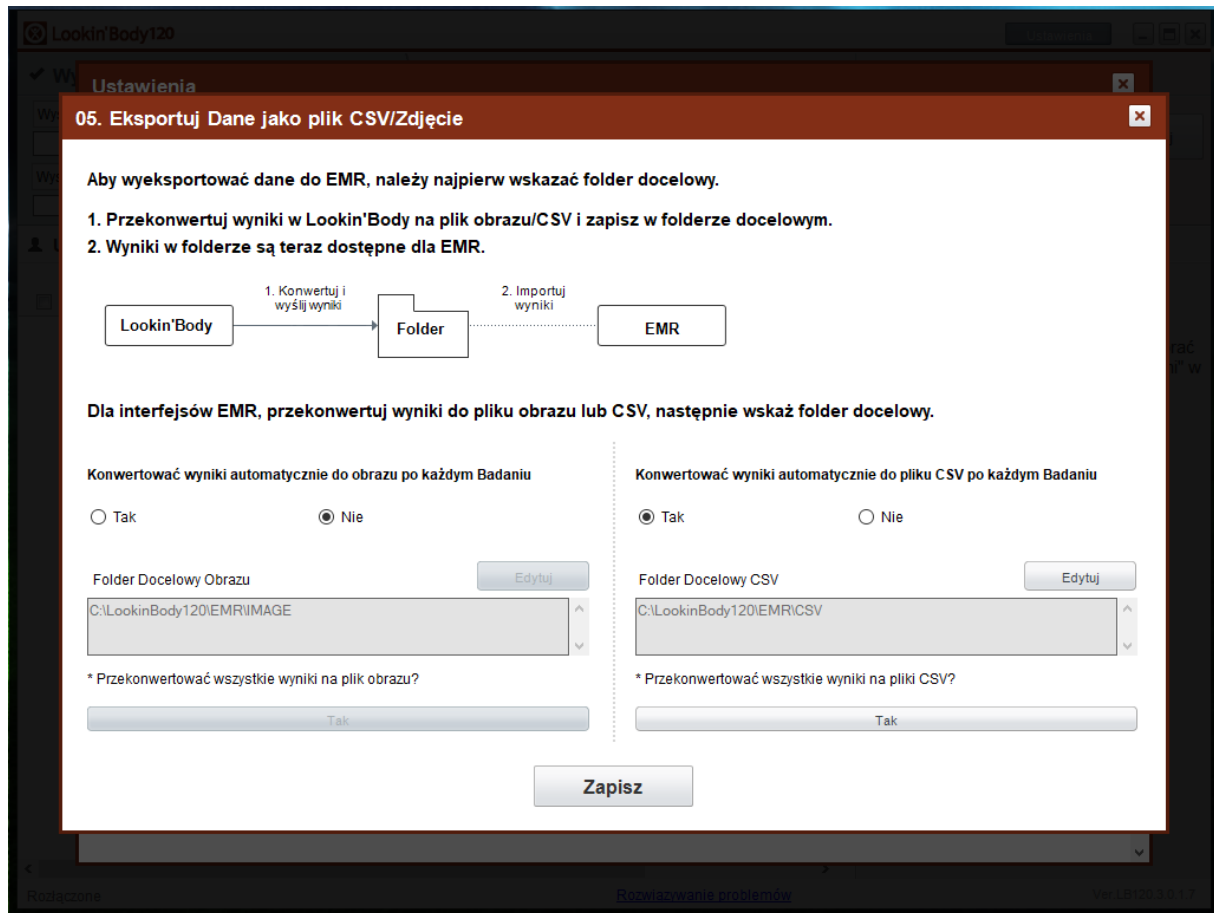 Lookin'Body120
Ustawienia
Ustawienia
05. Eksportuj Dane jako plik CSV/Zdjęcie
Aby wyeksportować dane do EMR, należy najpierw wskazać folder docelowy.
1. Przekonwertuj wyniki w Lookin'Body na plik obrazu/CSV i zapisz w folderze docelowym.
2. Wyniki w folderze są teraz dostępne dla EMR.
1. Konwertuj i
wyślij wyniki
2. Importuj
wyniki
Lookin'Body
Folder
EMR
Dla interfejsów EMR, przekonwertuj wyniki do pliku obrazu lub CSV, następnie wskaż folder docelowy.
Konwertować wyniki automatycznie do obrazu po każdym Badaniu
Tak
Nie
Folder Docelowy Obrazu
Edytuj
C:\LookinBody120\EMR\IMAGE
* Przekonwertować wszystkie wyniki na plik obrazu?
Tak
Konwertować wyniki automatycznie do pliku CSV po każdym Badaniu
Tak
Nie
Folder Docelowy CSV
Edytuj
C:\LookinBody120\EMR\CSV
* Przekonwertować wszystkie wyniki na pliki CSV?
Tak
Zapisz
Rozłączone
Rozwiązywanie problemów
Ver.LB120.3.0.1.7